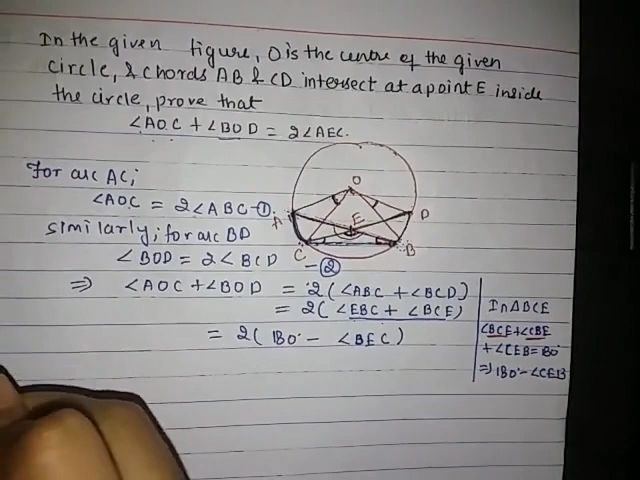 In the given figure, O is the centre of the given
circle, & chords AB & CD intersect at a point E inside
the circle, prove that
∠AOC + ∠BOD = 2∠AEC.
For arc AC;
∠AOC = 2∠ABC-①
similarly; for arc BD
∠BOD = 2∠BCD -②
⇒ ∠AOC + ∠BOD = 2(∠ABC + ∠BCD)
= 2(∠EBC + ∠BCE)
= 2(180° - ∠BEC)
O
A
D
E
C
B
In ΔBCE
∠BCE+∠CBE
+∠CEB=180°
⇒180°-∠CEB